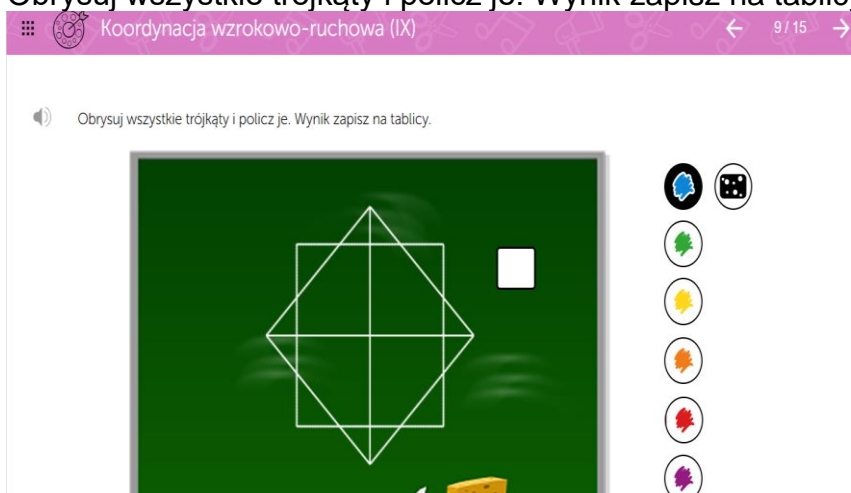 Obrysuj wszystkie trójkąty i policz je. Wynik zapisz na tablicy
Koordynacja wzrokowo-ruchowa (IX)
9 / 15
Obrysuj wszystkie trójkąty i policz je. Wynik zapisz na tablicy.